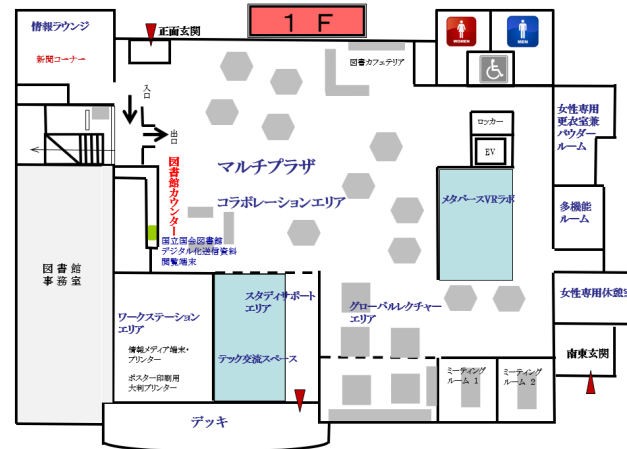 1 F
情報ラウンジ
新聞コーナー
正面玄関
図書カフェテリア
WOMEN
MEN
入口
出口
ロッカー
EV
女性専用
更衣室兼
パウダー
ルーム
図書館カウンター
マルチプラザ
コラボレーションエリア
メタバースVRラボ
多機能
ルーム
国立国会図書館
デジタル化送信資料
閲覧端末
図書館
事務室
ワークステーション
エリア
情報メディア端末・
プリンター
ポスター印刷用
大判プリンター
スタディサポート
エリア
テック交流スペース
グローバルレクチャー
エリア
女性専用休憩室
南東玄関
ミーティング
ルーム 1
ミーティング
ルーム 2
デッキ